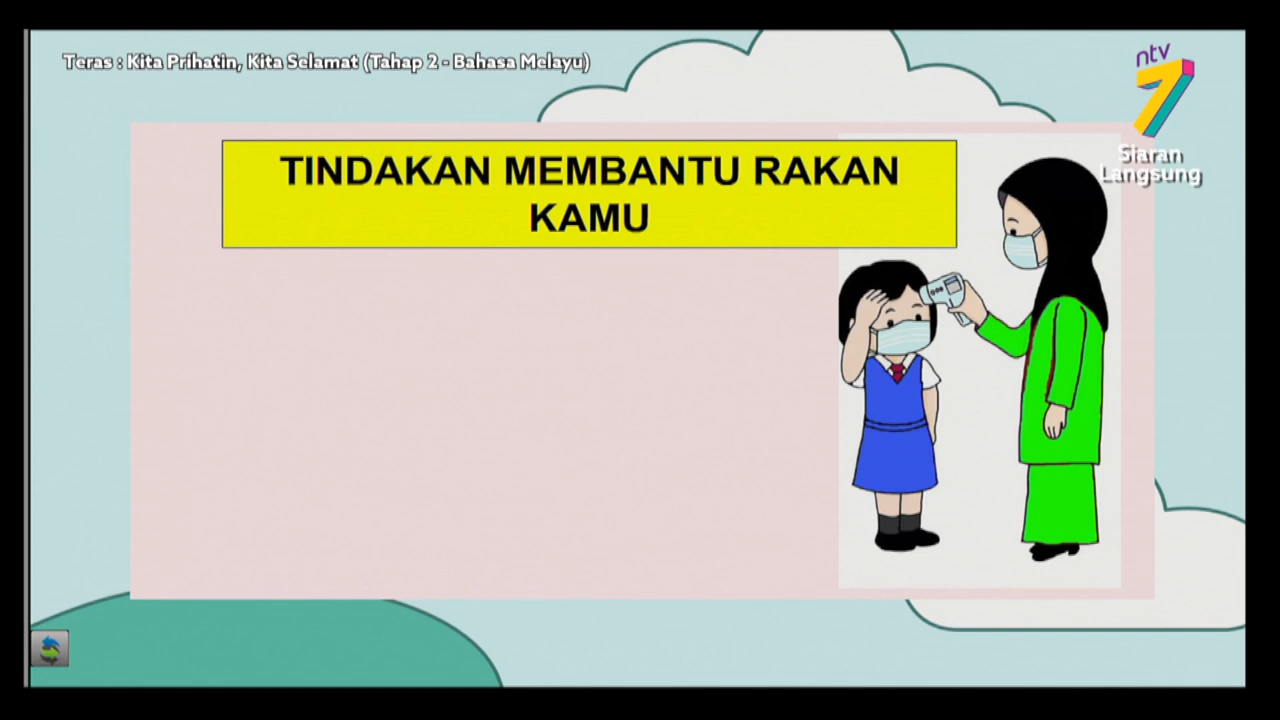 Teras : Kita Prihatin, Kita Selamat (Tahap 2 - Bahasa Melayu)
ntv
7
Siaran
Langsung
TINDAKAN MEMBANTU RAKAN
KAMU